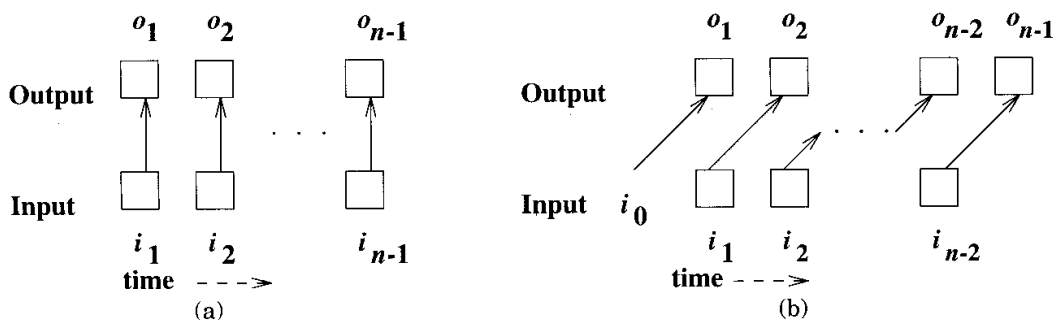 o1 o2 on-1
Output
. . .
Input
i1 i2 in-1
time
(a)
o1 o2 on-2 on-1
Output
. . . .
Input i0
i1 i2 in-2
time
(b)